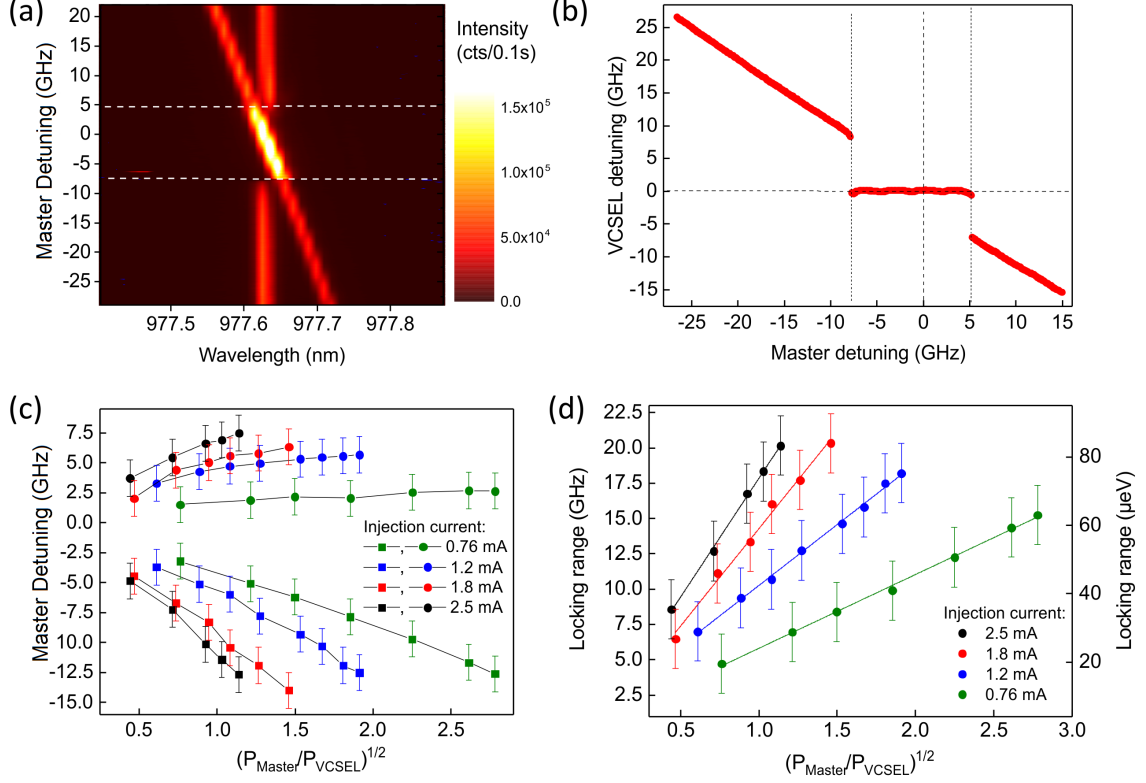 (a)
Master Detuning (GHz)
20
15
10
5
0
-5
-10
-15
-20
-25
977.5
977.6
977.7
977.8
Wavelength (nm)
Intensity
(cts/0.1s)
1.5x10⁵
1.0x10⁵
5.0x10⁴
0.0
(b)
VCSEL detuning (GHz)
25
20
15
10
5
0
-5
-10
-15
-25
-20
-15
-10
-5
0
5
10
15
Master detuning (GHz)
(c)
Master Detuning (GHz)
7.5
5.0
2.5
0.0
-2.5
-5.0
-7.5
-10.0
-12.5
-15.0
0.5
1.0
1.5
2.0
2.5
(P_Master/P_VCSEL)^1/2
Injection current:
, 0.76 mA
, 1.2 mA
, 1.8 mA
, 2.5 mA
(d)
Locking range (GHz)
22.5
20.0
17.5
15.0
12.5
10.0
7.5
5.0
2.5
0.5
1.0
1.5
2.0
2.5
3.0
(P_Master/P_VCSEL)^1/2
80
60
40
20
Locking range (µeV)
Injection current:
2.5 mA
1.8 mA
1.2 mA
0.76 mA